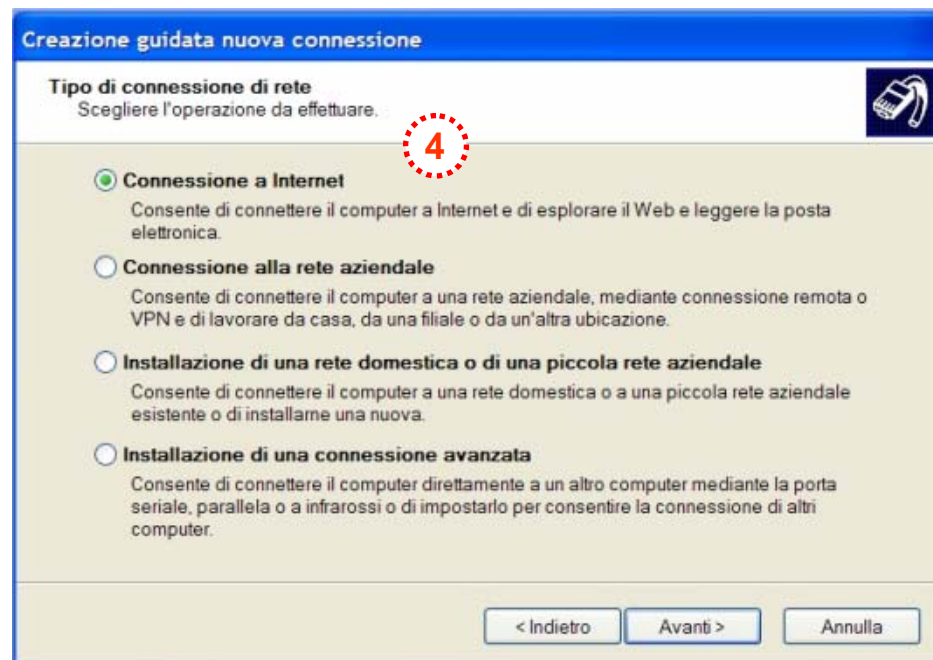 Creazione guidata nuova connessione
Tipo di connessione di rete
Scegliere l'operazione da effettuare.
4
Connessione a Internet
Consente di connettere il computer a Internet e di esplorare il Web e leggere la posta
elettronica.
Connessione alla rete aziendale
Consente di connettere il computer a una rete aziendale, mediante connessione remota o
VPN e di lavorare da casa, da una filiale o da un'altra ubicazione.
Installazione di una rete domestica o di una piccola rete aziendale
Consente di connettere il computer a una rete domestica o a una piccola rete aziendale
esistente o di installarne una nuova.
Installazione di una connessione avanzata
Consente di connettere il computer direttamente a un altro computer mediante la porta
seriale, parallela o a infrarossi o di impostarlo per consentire la connessione di altri
computer.
< Indietro Avanti > Annulla